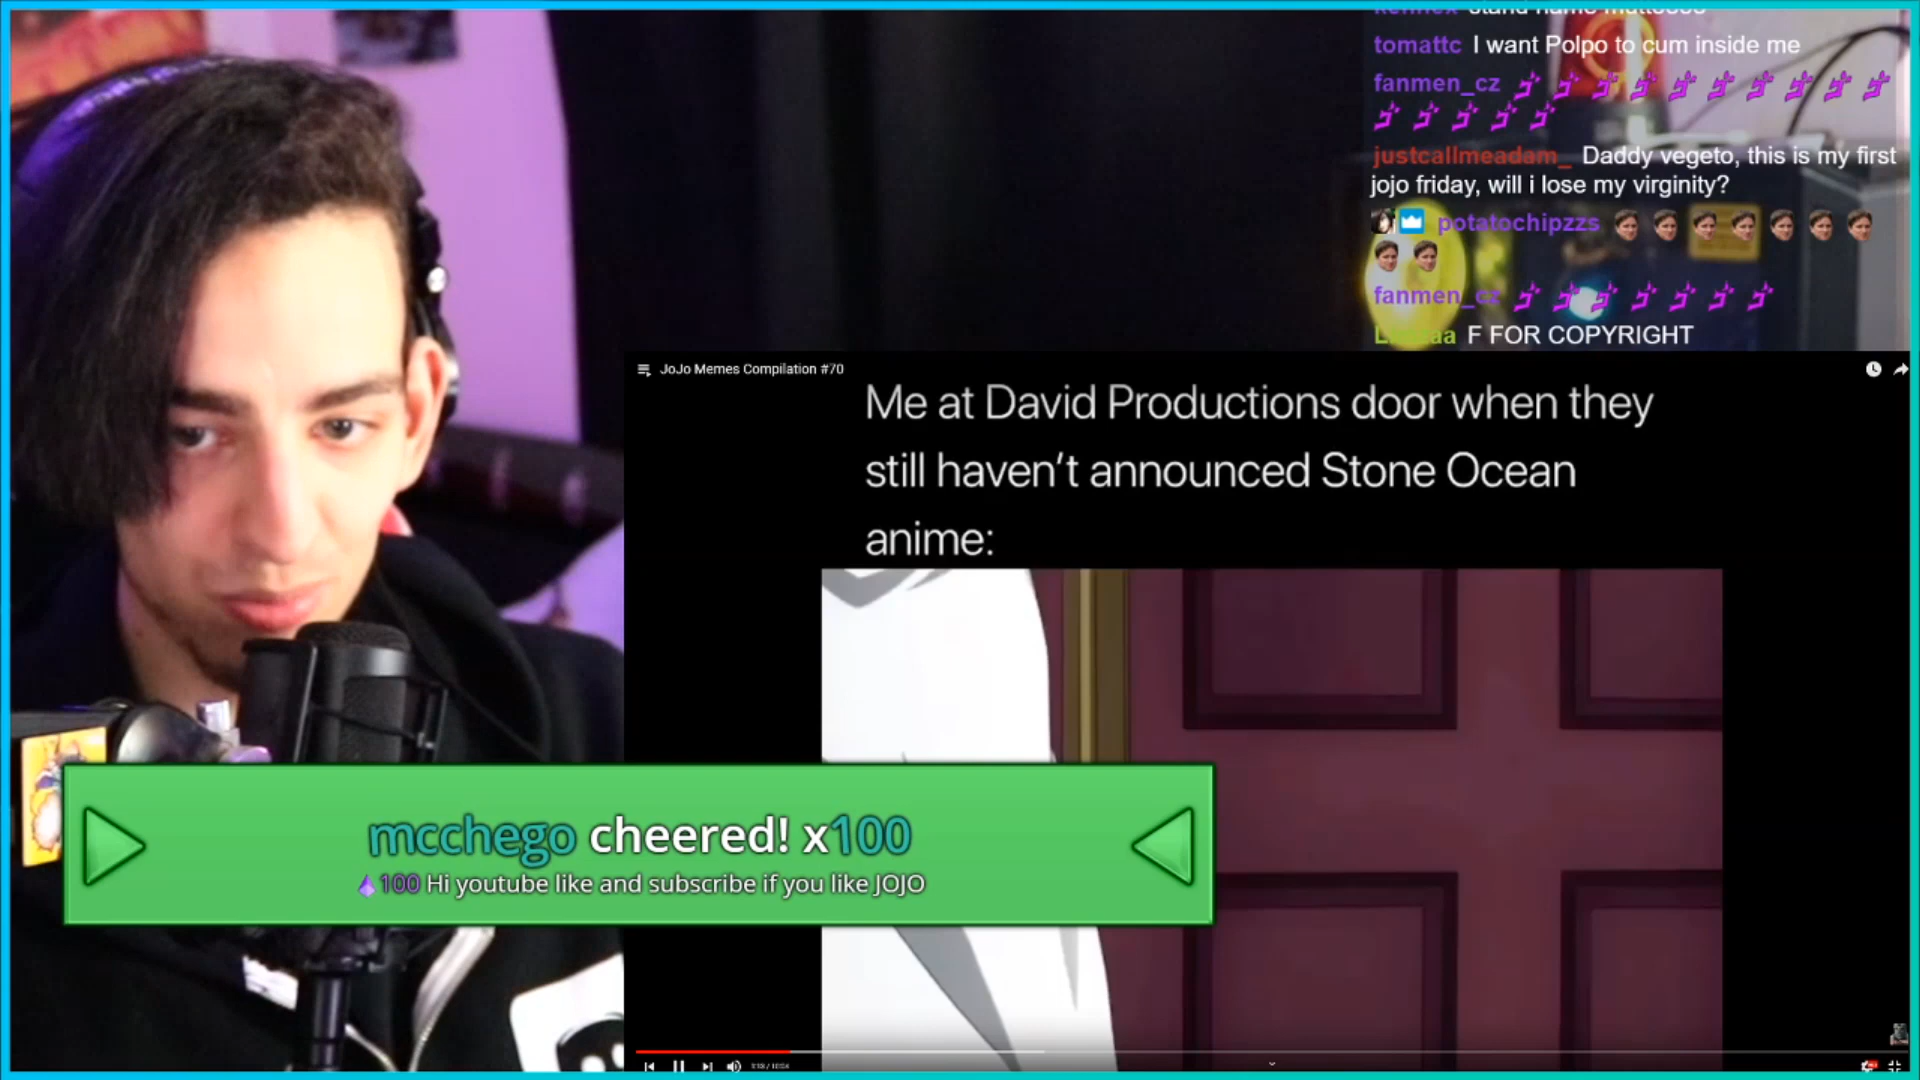 stand name
tomattc I want Polpo to cum inside me
fanmen_cz
justcallmeadam_ Daddy vegeto, this is my first
jojo friday, will i lose my virginity?
potatochipzzs
fanmen_cz
F FOR COPYRIGHT
JoJo Memes Compilation #70
Me at David Productions door when they
still haven't announced Stone Ocean
anime:
mcchego cheered! x100
100 Hi youtube like and subscribe if you like JOJO